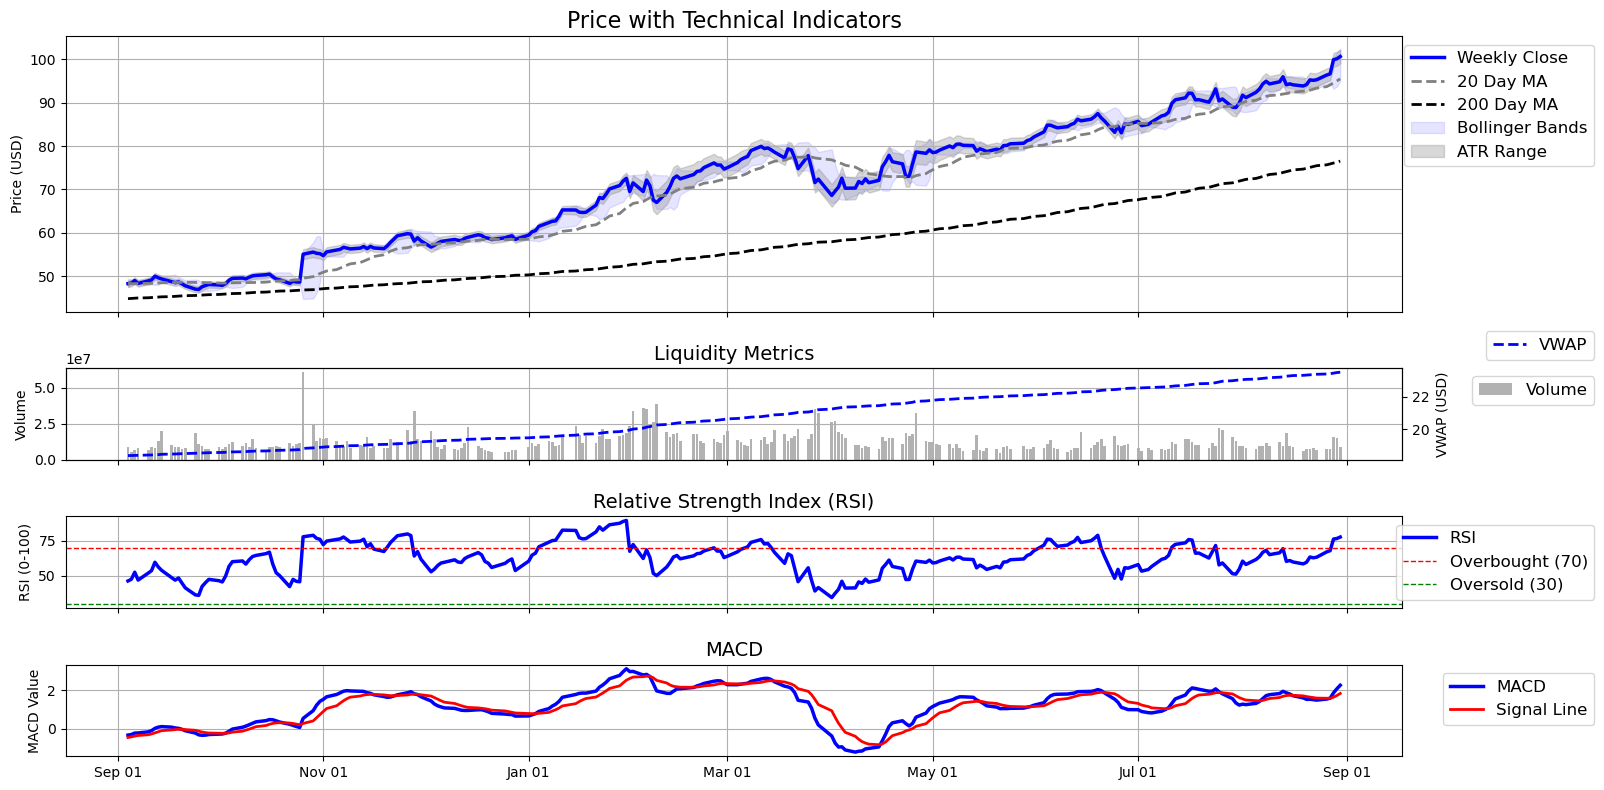 Price with Technical Indicators
Price (USD)
100
90
80
70
60
50
Weekly Close
20 Day MA
200 Day MA
Bollinger Bands
ATR Range
Liquidity Metrics
1e7
Volume
5.0
2.5
0.0
22
20
VWAP (USD)
VWAP
Volume
Relative Strength Index (RSI)
RSI (0-100)
75
50
RSI
Overbought (70)
Oversold (30)
MACD
MACD Value
2
0
MACD
Signal Line
Sep 01
Nov 01
Jan 01
Mar 01
May 01
Jul 01
Sep 01